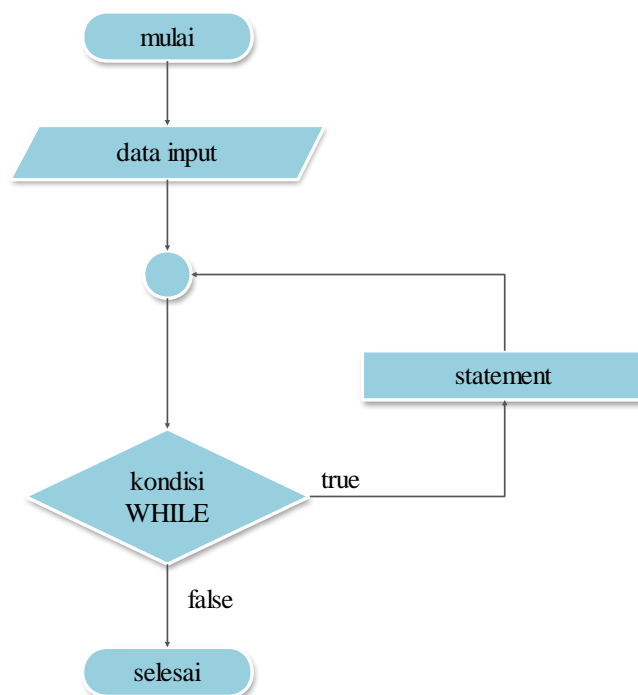 mulai
data input
statement
kondisi
WHILE
true
false
selesai